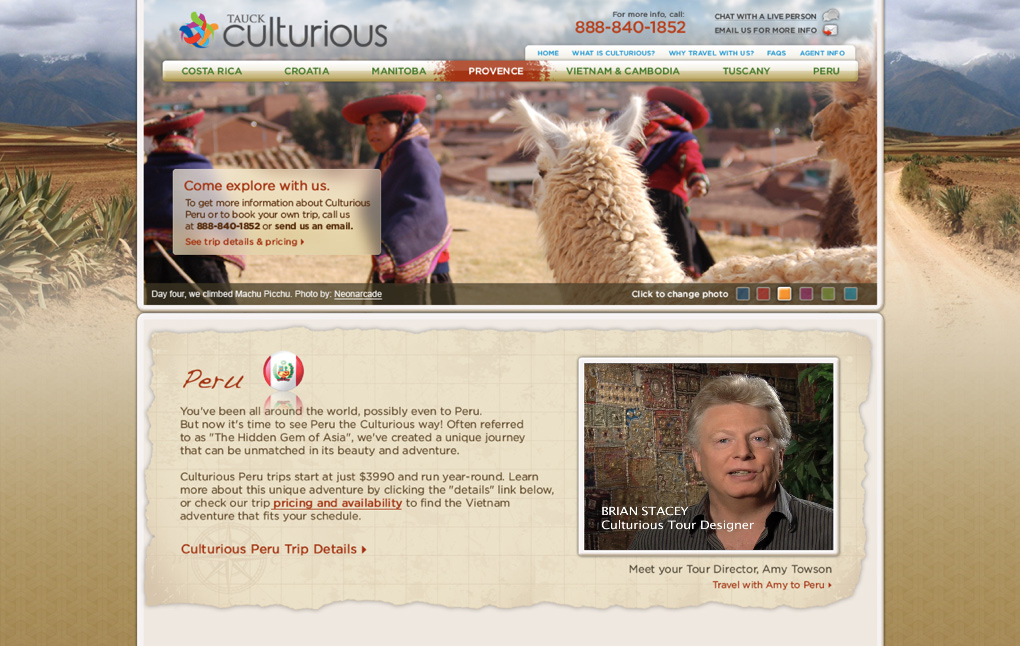 TAUCK
culturious
For more info, call:
888-840-1852
CHAT WITH A LIVE PERSON
EMAIL US FOR MORE INFO
HOME WHAT IS CULTURIOUS? WHY TRAVEL WITH US? FAQS AGENT INFO
COSTA RICA CROATIA MANITOBA PROVENCE VIETNAM & CAMBODIA TUSCANY PERU
Come explore with us.
To get more information about Culturious
Peru or to book your own trip, call us
at 888-840-1852 or send us an email.
See trip details & pricing
Day four, we climbed Machu Picchu. Photo by: Neonarcade
Click to change photo
Peru
You've been all around the world, possibly even to Peru.
But now it's time to see Peru the Culturious way! Often referred
to as "The Hidden Gem of Asia", we've created a unique journey
that can be unmatched in its beauty and adventure.
Culturious Peru trips start at just $3990 and run year-round. Learn
more about this unique adventure by clicking the "details" link below,
or check our trip pricing and availability to find the Vietnam
adventure that fits your schedule.
Culturious Peru Trip Details
BRIAN STACEY
Culturious Tour Designer
Meet your Tour Director, Amy Towson
Travel with Amy to Peru